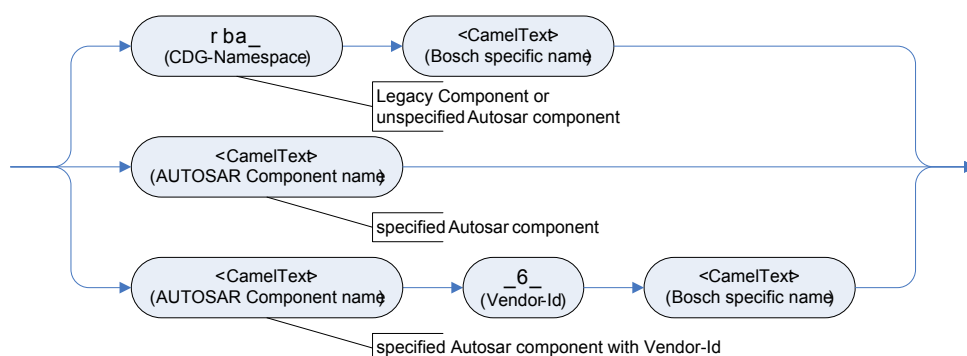 rba_
(CDG-Namespace)
<CamelText>
(Bosch specific name)
Legacy Component or
unspecified Autosar component
<CamelText>
(AUTOSAR Component name)
specified Autosar component
<CamelText>
(AUTOSAR Component name)
_6_
(Vendor-Id)
<CamelText>
(Bosch specific name)
specified Autosar component with Vendor-Id